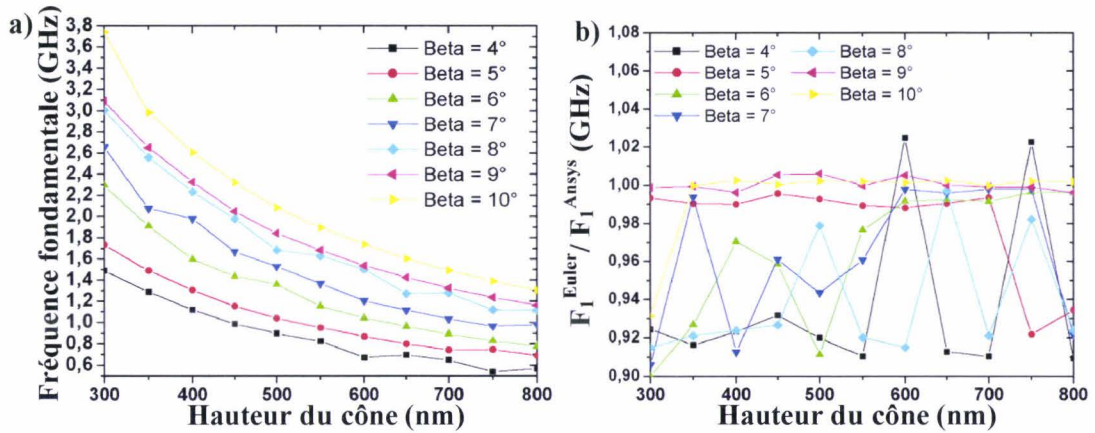 a)
Fréquence fondamentale (GHz)
3,8
3,6
3,4
3,2
3,0
2,8
2,6
2,4
2,2
2,0
1,8
1,6
1,4
1,2
1,0
0,8
0,6
Beta = 4°
Beta = 5°
Beta = 6°
Beta = 7°
Beta = 8°
Beta = 9°
Beta = 10°
300 400 500 600 700 800
Hauteur du cône (nm)
b)
F₁ᴱᵘˡᵉʳ / F₁ᴬⁿˢʸˢ (GHz)
1,08
1,06
1,04
1,02
1,00
0,98
0,96
0,94
0,92
0,90
Beta = 4° Beta = 8°
Beta = 5° Beta = 9°
Beta = 6° Beta = 10°
Beta = 7°
300 400 500 600 700 800
Hauteur du cône (nm)